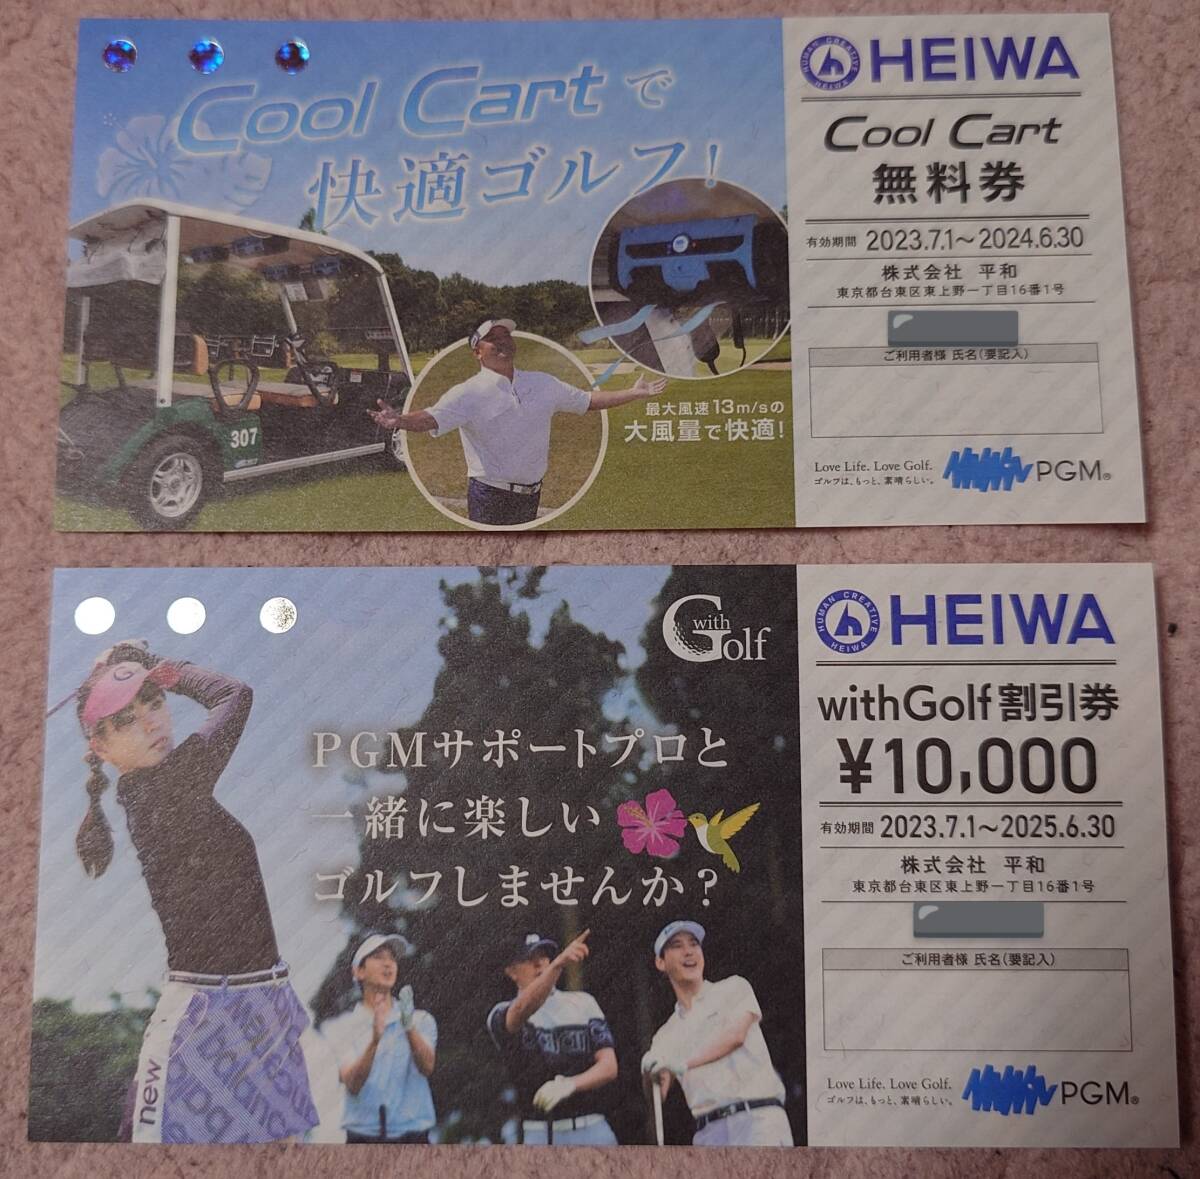 Cool Cartで
快適ゴルフ!
307
最大風速13m/sの
大風量で快適!
HUMAN CREATIVE
HEIWA
HEIWA
Cool Cart
無料券
有効期間 2023.7.1～2024.6.30
株式会社 平和
東京都台東区東上野一丁目16番1号
ご利用者様 氏名(要記入)
Love Life. Love Golf.
ゴルフは、もっと、素晴らしい。
PGM®
with
Golf
PGMサポートプロと
一緒に楽しい
ゴルフしませんか?
G
new
HUMAN CREATIVE
HEIWA
HEIWA
withGolf 割引券
¥10,000
有効期間 2023.7.1～2025.6.30
株式会社 平和
東京都台東区東上野一丁目16番1号
ご利用者様 氏名(要記入)
Love Life. Love Golf.
ゴルフは、もっと、素晴らしい。
PGM®